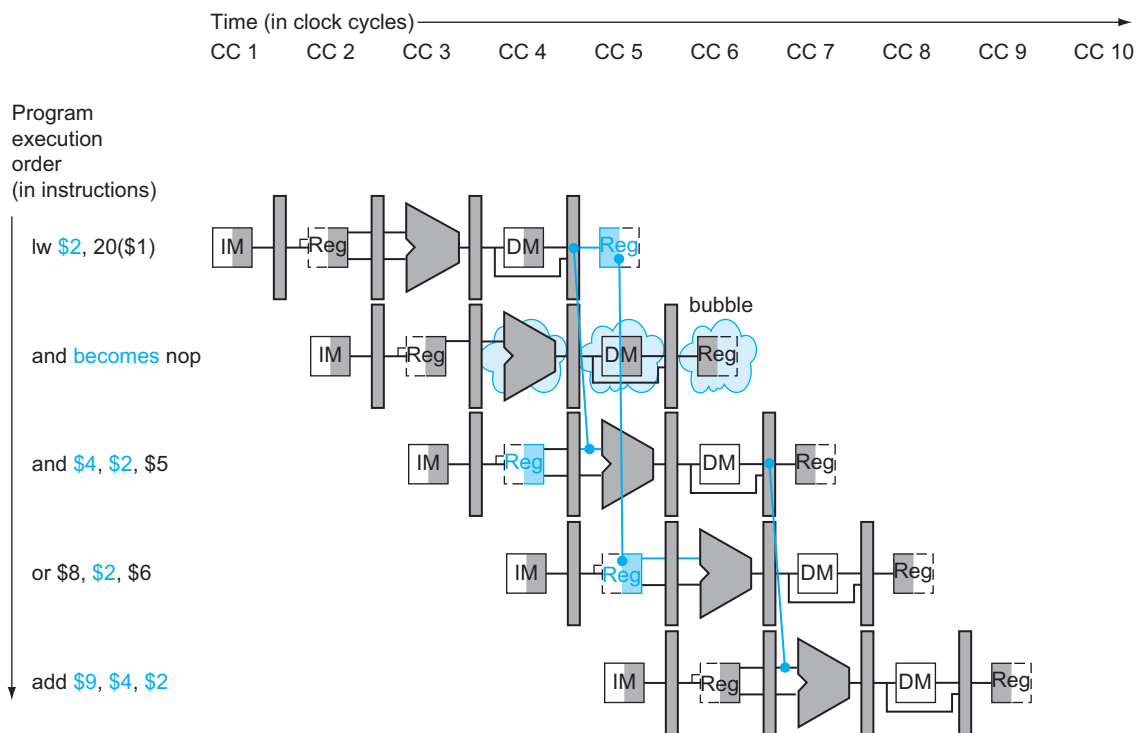 Time (in clock cycles)
CC 1 CC 2 CC 3 CC 4 CC 5 CC 6 CC 7 CC 8 CC 9 CC 10
Program
execution
order
(in instructions)
lw $2, 20($1)
IM Reg DM Reg
bubble
and becomes nop
IM Reg DM Reg
and $4, $2, $5
IM Reg DM Reg
or $8, $2, $6
IM Reg DM Reg
add $9, $4, $2
IM Reg DM Reg